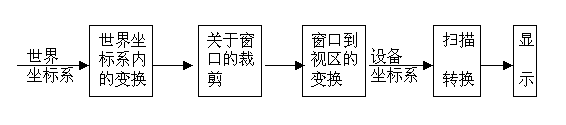 世界
坐标系
世界坐
标系内
的变换
关于窗
口的裁
剪
窗口到
视区的
变换
设备
坐标系
扫描
转换
显
示